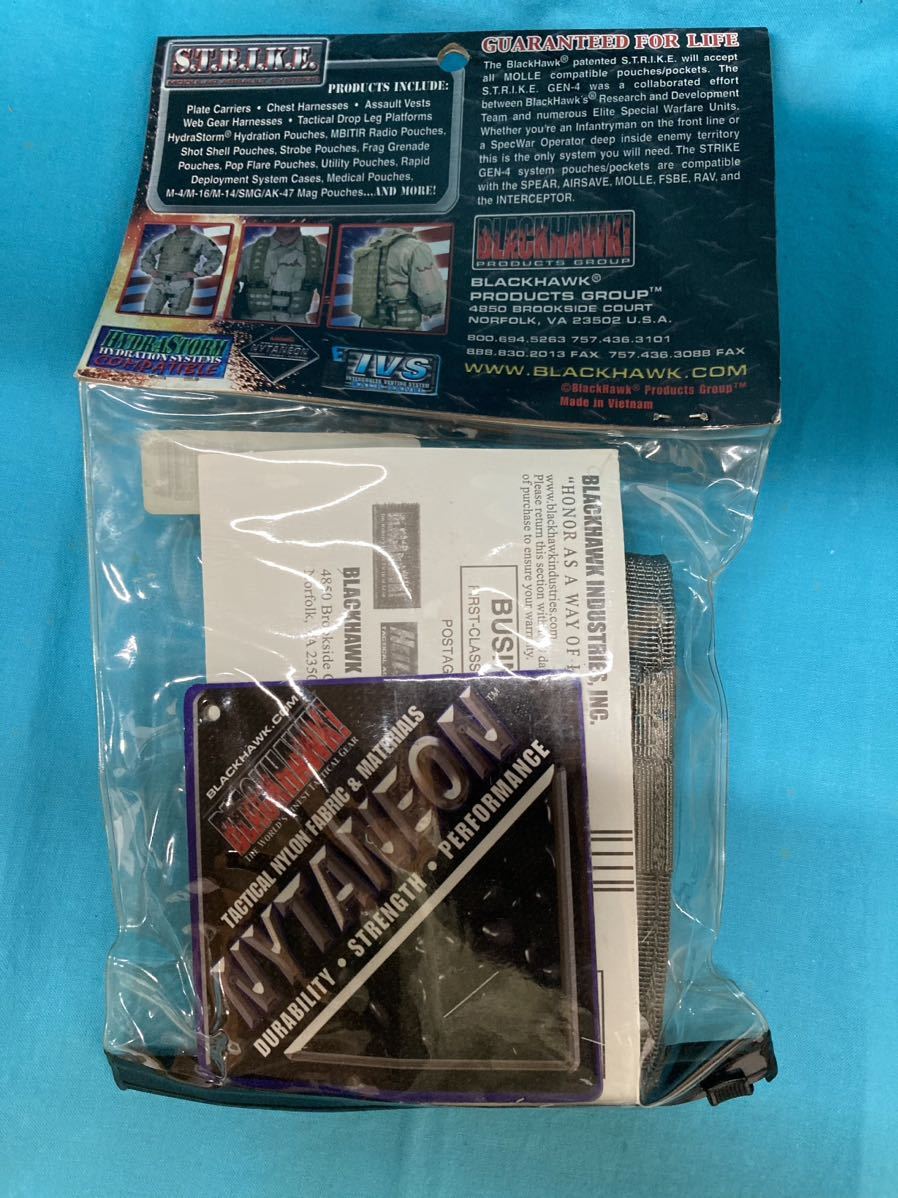 S.T.R.I.K.E.
PRODUCTS INCLUDE:
Plate Carriers • Chest Harnesses • Assault Vests
Web Gear Harnesses • Tactical Drop Leg Platforms
HydraStorm® Hydration Pouches, MBITIR Radio Pouches,
Shot Shell Pouches, Strobe Pouches, Frag Grenade
Pouches, Pop Flare Pouches, Utility Pouches, Rapid
Deployment System Cases, Medical Pouches,
M-4/M-16/M-14/SMG/AK-47 Mag Pouches...AND MORE!
GUARANTEED FOR LIFE
The BlackHawk® patented S.T.R.I.K.E. will accept
all MOLLE compatible pouches/pockets. The
S.T.R.I.K.E. GEN-4 was a collaborated effort
between BlackHawk's® Research and Development
Team and numerous Elite Special Warfare Units.
Whether you're an Infantryman on the front line or
a SpecWar Operator deep inside enemy territory
this is the only system you will need. The STRIKE
GEN-4 system pouches/pockets are compatible
with the SPEAR, AIRSAVE, MOLLE, FSBE, RAV, and
the INTERCEPTOR.
BLACKHAWK!
PRODUCTS GROUP
BLACKHAWK®
PRODUCTS GROUP™
4850 BROOKSIDE COURT
NORFOLK, VA 23502 U.S.A.
800.694.5263 757.436.3101
888.830.2013 FAX 757.436.3088 FAX
WWW.BLACKHAWK.COM
©BlackHawk® Products Group™
Made in Vietnam
HYDRASTORM
HYDRATION SYSTEMS
COMPATIBLE
NYTANEON
IVS
BLACKHAWK INDUSTRIES, INC.
"HONOR AS A WAY OF
www.blackhawkindustries.com
Please return this section with
of purchase to ensure your warranty.
BUSI
FIRST-CLASS
POSTAG
BLACKHAWK
4850 Brookside
Norfolk, VA 2350
BLACKHAWK.COM
BLACKHAWK!
THE WORLD'S FINEST TACTICAL GEAR
TACTICAL NYLON FABRIC & MATERIALS
NYTANEON™
DURABILITY • STRENGTH • PERFORMANCE